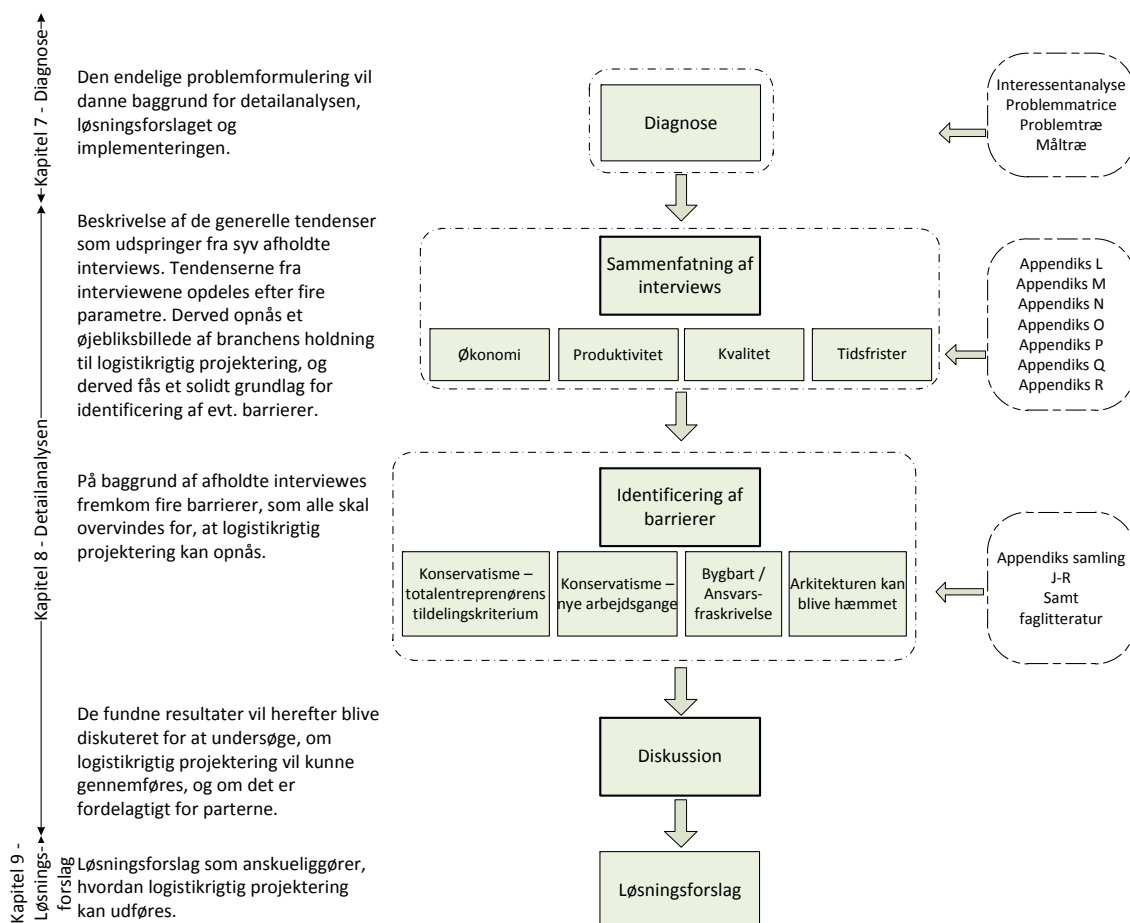 Kapitel 7 - Diagnose
Den endelige problemformulering vil
danne baggrund for detailanalysen,
løsningsforslaget og
implementeringen.
Diagnose
Interessentanalyse
Problemmatrice
Problemtræ
Måltræ
Kapitel 8 - Detailanalysen
Beskrivelse af de generelle tendenser
som udspringer fra syv afholdte
interviews. Tendenserne fra
interviewene opdeles efter fire
parametre. Derved opnås et
øjebliksbillede af branchens holdning
til logistikrigtig projektering, og
derved fås et solidt grundlag for
identificering af evt. barrierer.
Sammenfatning af
interviews
Økonomi
Produktivitet
Kvalitet
Tidsfrister
Appendiks L
Appendiks M
Appendiks N
Appendiks O
Appendiks P
Appendiks Q
Appendiks R
På baggrund af afholdte interviewes
fremkom fire barrierer, som alle skal
overvindes for, at logistikrigtig
projektering kan opnås.
Identificering af
barrierer
Konservatisme –
totalentreprenørens
tildelingskriterium
Konservatisme –
nye arbejdsgange
Bygbart /
Ansvars-
fraskrivelse
Arkitekturen kan
blive hæmmet
Appendiks samling
J-R
Samt
faglitteratur
De fundne resultater vil herefter blive
diskuteret for at undersøge, om
logistikrigtig projektering vil kunne
gennemføres, og om det er
fordelagtigt for parterne.
Diskussion
Kapitel 9 -
Løsnings-
forslag
Løsningsforslag som anskueliggører,
hvordan logistikrigtig projektering
kan udføres.
Løsningsforslag